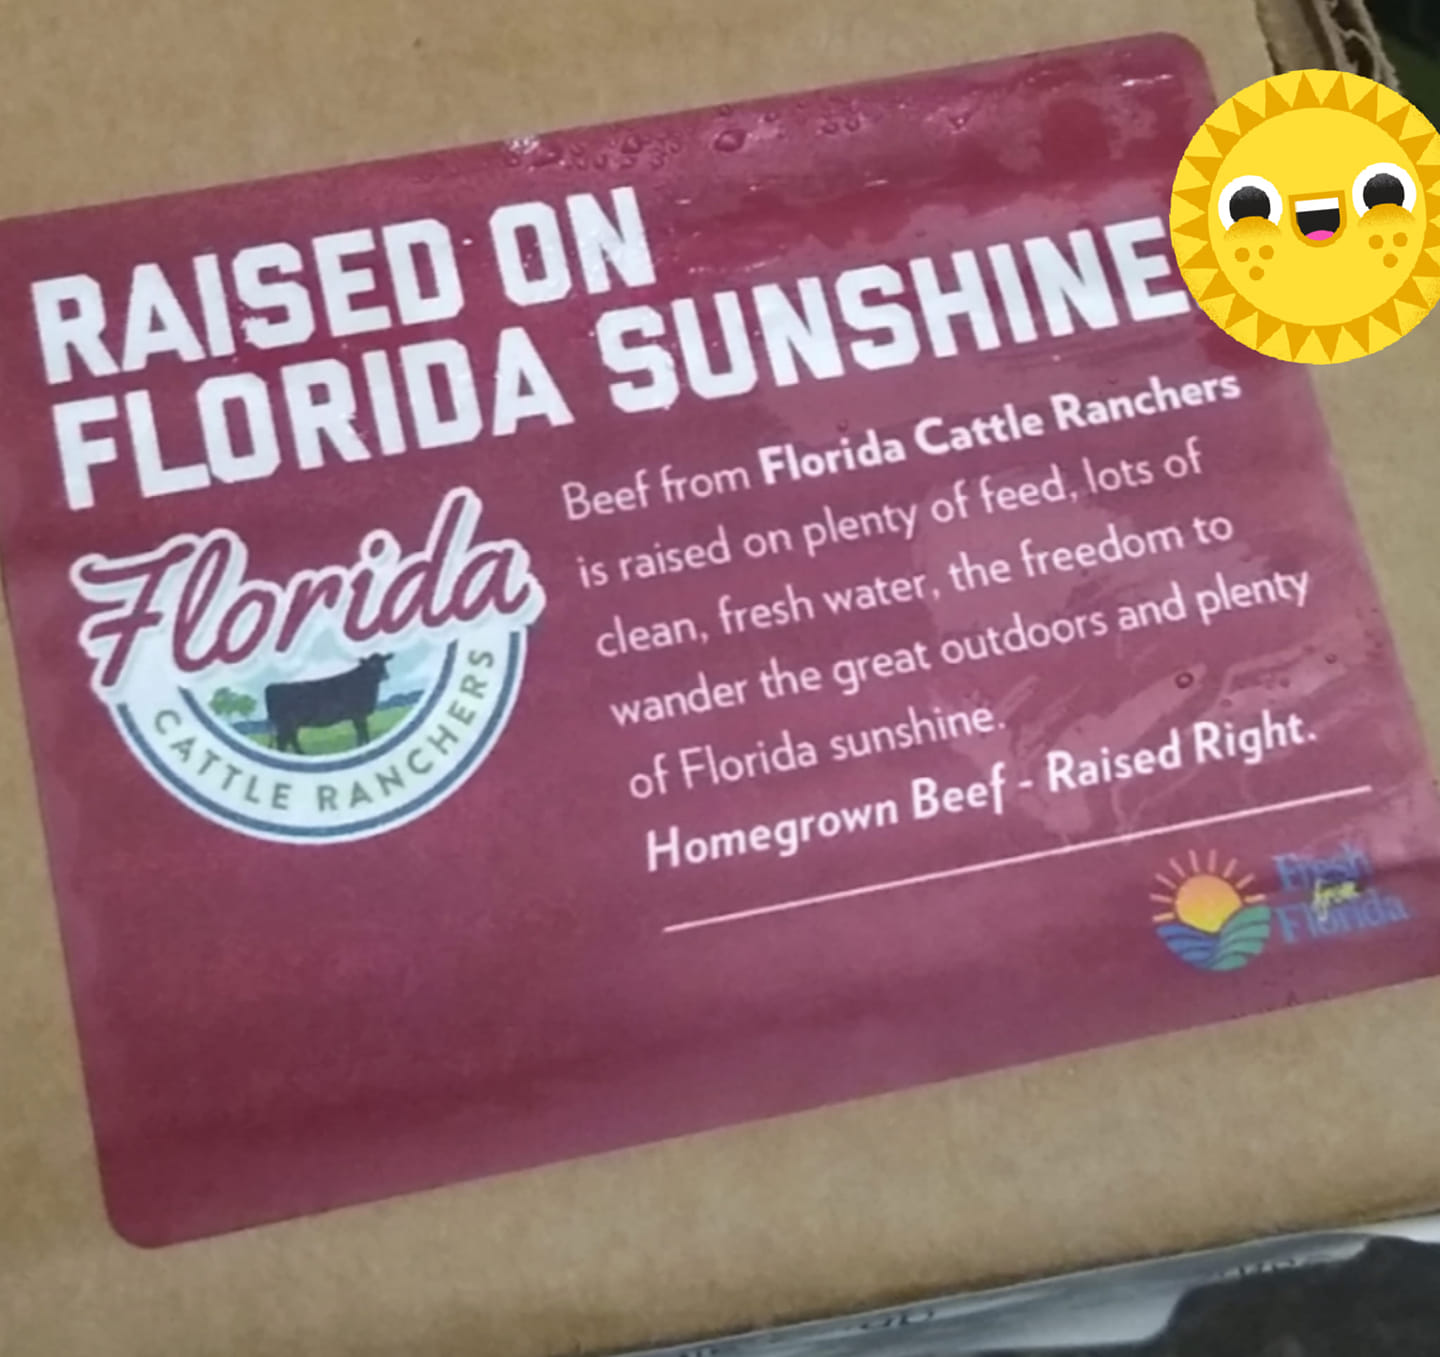 RAISED ON
FLORIDA SUNSHINE
Florida
CATTLE RANCHERS
Beef from Florida Cattle Ranchers
is raised on plenty of feed, lots of
clean, fresh water, the freedom to
wander the great outdoors and plenty
of Florida sunshine.
Homegrown Beef - Raised Right.
Fresh
from
Florida